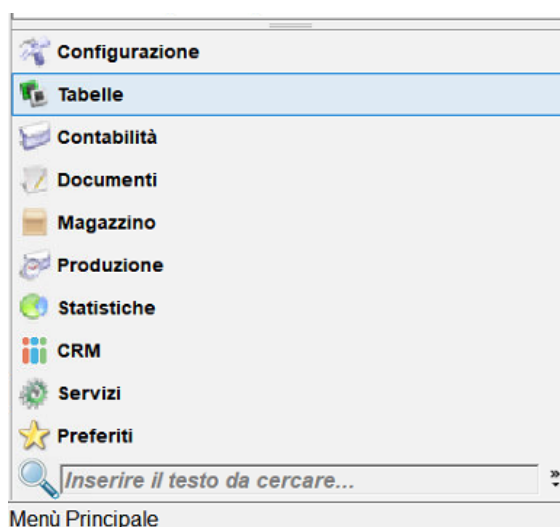 Configurazione
Tabelle
Contabilità
Documenti
Magazzino
Produzione
Statistiche
CRM
Servizi
Preferiti
Inserire il testo da cercare...
Menù Principale